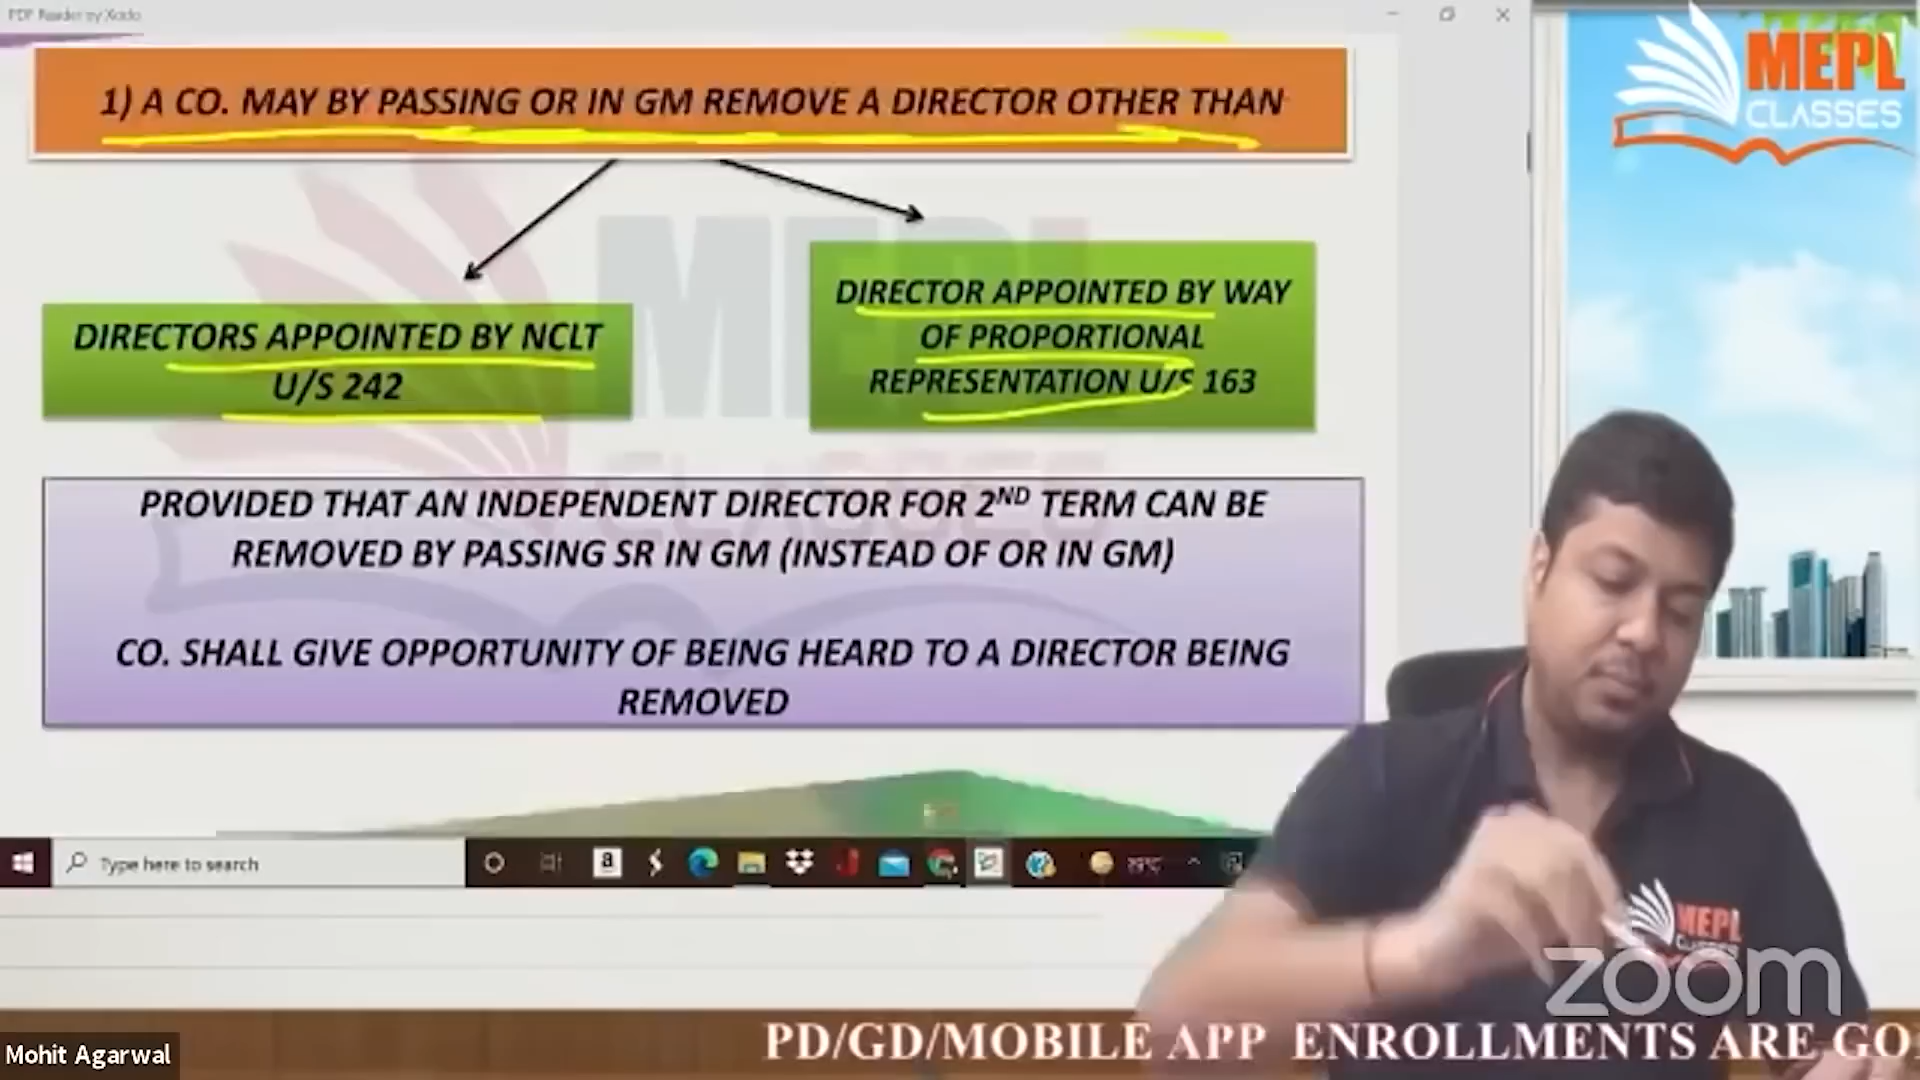 PDF Reader by Xodo
1) A CO. MAY BY PASSING OR IN GM REMOVE A DIRECTOR OTHER THAN
MEPL
CLASSES
DIRECTORS APPOINTED BY NCLT
U/S 242
DIRECTOR APPOINTED BY WAY
OF PROPORTIONAL
REPRESENTATION U/S 163
MEPL
CLASSES
PROVIDED THAT AN INDEPENDENT DIRECTOR FOR 2ND TERM CAN BE
REMOVED BY PASSING SR IN GM (INSTEAD OF OR IN GM)
CO. SHALL GIVE OPPORTUNITY OF BEING HEARD TO A DIRECTOR BEING
REMOVED
Type here to search
29°C
MEPL
CLASSES
zoom
Mohit Agarwal
PD/GD/MOBILE APP ENROLLMENTS ARE GO